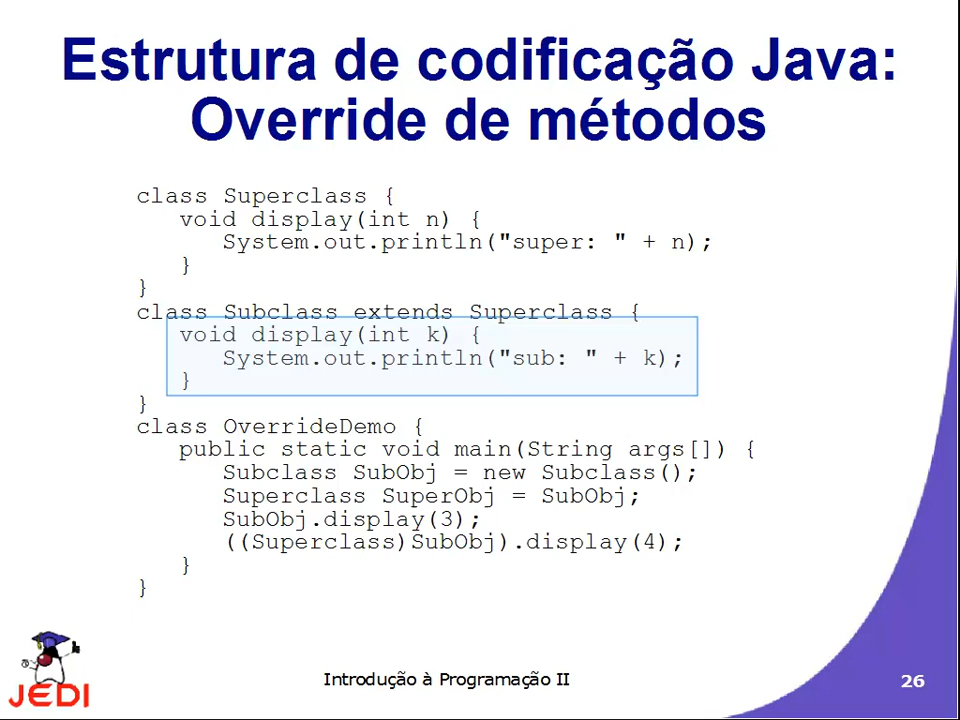 Estrutura de codificação Java:
Override de métodos
class Superclass {
   void display(int n) {
      System.out.println("super: " + n);
   }
}
class Subclass extends Superclass {
   void display(int k) {
      System.out.println("sub: " + k);
   }
}
class OverrideDemo {
   public static void main(String args[]) {
      Subclass SubObj = new Subclass();
      Superclass SuperObj = SubObj;
      SubObj.display(3);
      ((Superclass)SubObj).display(4);
   }
}
JEDI
Introdução à Programação II
26